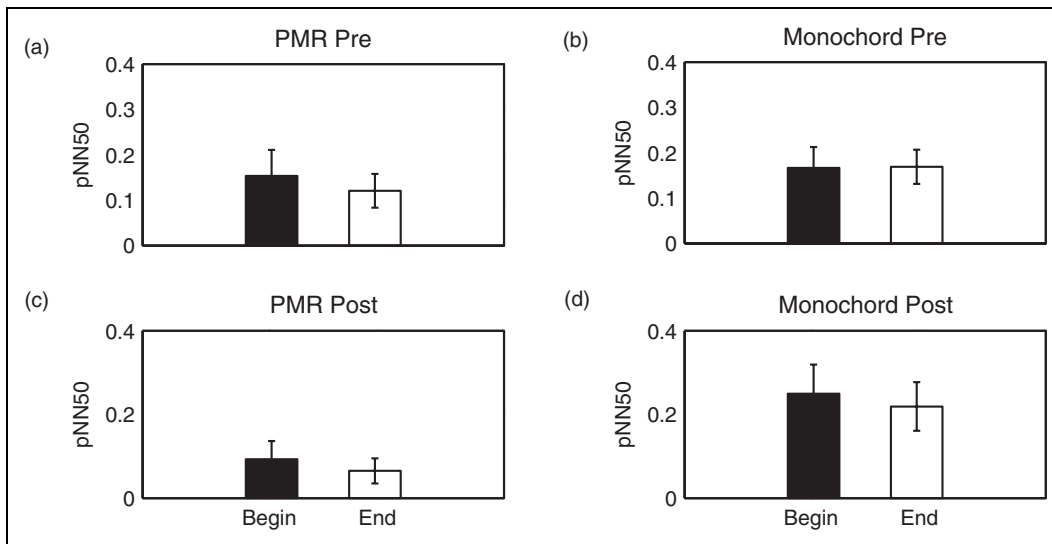 (a)
PMR Pre
0.4
0.3
0.2
0.1
0
pNN50
(b)
Monochord Pre
0.4
0.3
0.2
0.1
0
pNN50
(c)
PMR Post
0.4
0.2
0
pNN50
Begin
End
(d)
Monochord Post
0.4
0.2
0
pNN50
Begin
End